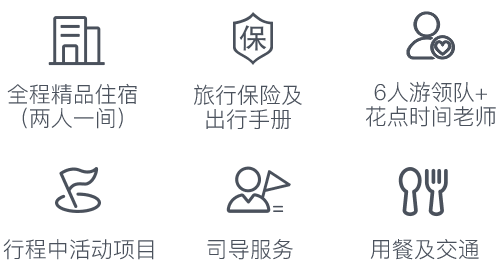 保
全程精品住宿
（两人一间）
旅行保险及
出行手册
6人游领队+
花点时间老师
行程中活动项目
司导服务
用餐及交通